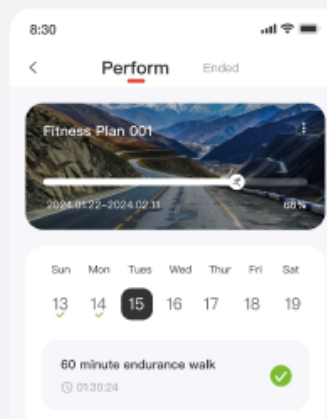 8:30
Perform Ended
Fitness Plan 001
2024.01.22-2024.02.11 68%
Sun Mon Tues Wed Thur Fri Sat
13 14 15 16 17 18 19
60 minute endurance walk
01:30:24